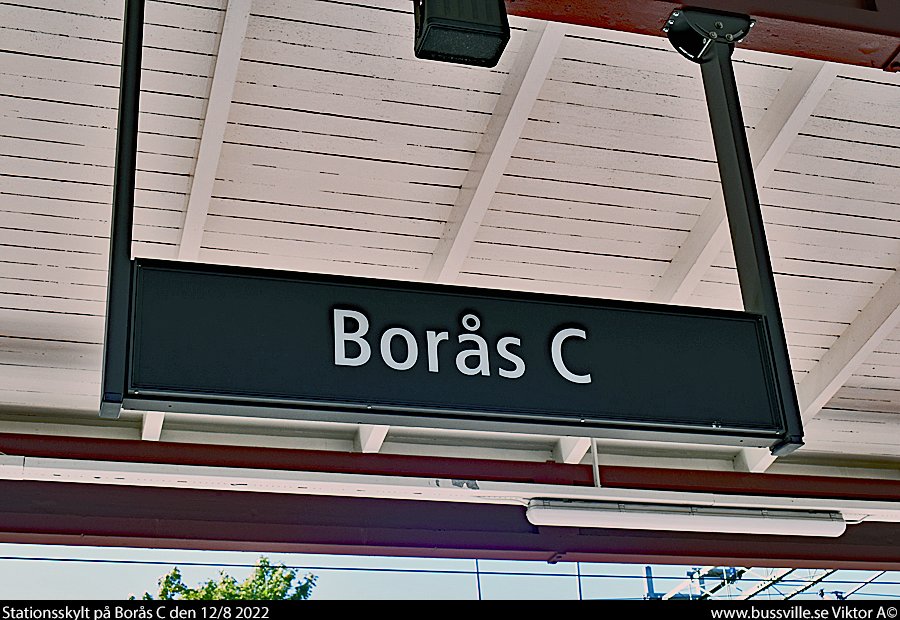 Borås C
Stationsskylt på Borås C den 12/8 2022
www.bussville.se Viktor A©